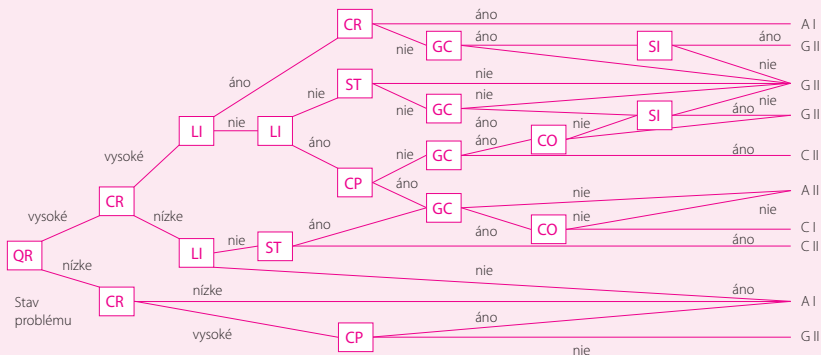 CR áno A I
nie GC áno SI áno G II
áno nie
nie ST nie G II
nie GC nie nie
LI nie LI áno SI áno G II
áno nie
vysoké nie GC áno CO áno C II
CP áno
vysoké CR GC nie A II
nízke áno nie nie
CO C I
QR LI nie ST áno áno C II
nízke nie
Stav
problému
CR nízke áno A I
vysoké áno
CP G II
nie